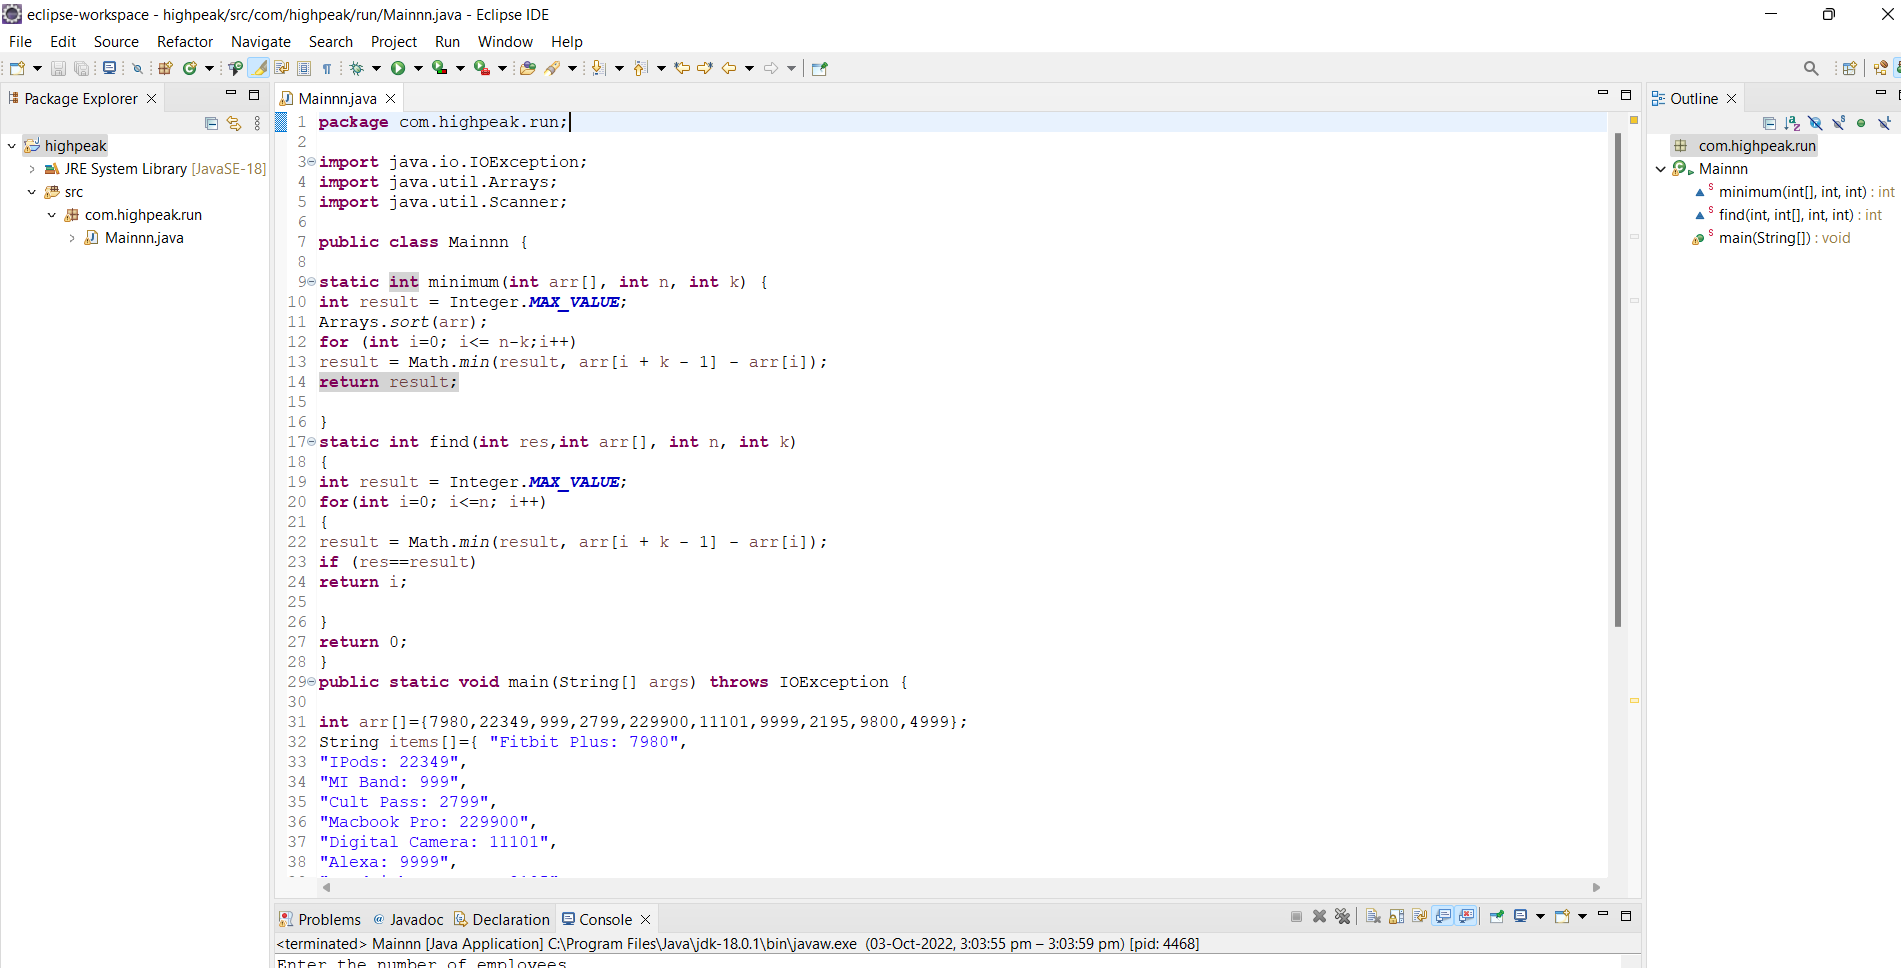 eclipse-workspace - highpeak/src/com/highpeak/run/Mainnn.java - Eclipse IDE
File Edit Source Refactor Navigate Search Project Run Window Help
Package Explorer
highpeak
JRE System Library [JavaSE-18]
src
com.highpeak.run
Mainnn.java
Mainnn.java
1 package com.highpeak.run;
2
3 import java.io.IOException;
4 import java.util.Arrays;
5 import java.util.Scanner;
6
7 public class Mainnn {
8
9 static int minimum(int arr[], int n, int k) {
10 int result = Integer.MAX_VALUE;
11 Arrays.sort(arr);
12 for (int i=0; i<= n-k;i++)
13 result = Math.min(result, arr[i + k - 1] - arr[i]);
14 return result;
15
16 }
17 static int find(int res,int arr[], int n, int k)
18 {
19 int result = Integer.MAX_VALUE;
20 for(int i=0; i<=n; i++)
21 {
22 result = Math.min(result, arr[i + k - 1] - arr[i]);
23 if (res==result)
24 return i;
25
26 }
27 return 0;
28 }
29 public static void main(String[] args) throws IOException {
30
31 int arr[]={7980,22349,999,2799,229900,11101,9999,2195,9800,4999};
32 String items[]={ "Fitbit Plus: 7980",
33 "IPods: 22349",
34 "MI Band: 999",
35 "Cult Pass: 2799",
36 "Macbook Pro: 229900",
37 "Digital Camera: 11101",
38 "Alexa: 9999",
Outline
com.highpeak.run
Mainnn
minimum(int[], int, int) : int
find(int, int[], int, int) : int
main(String[]) : void
Problems @ Javadoc Declaration Console
<terminated> Mainnn [Java Application] C:\Program Files\Java\jdk-18.0.1\bin\javaw.exe (03-Oct-2022, 3:03:55 pm – 3:03:59 pm) [pid: 4468]
Enter the number of employees